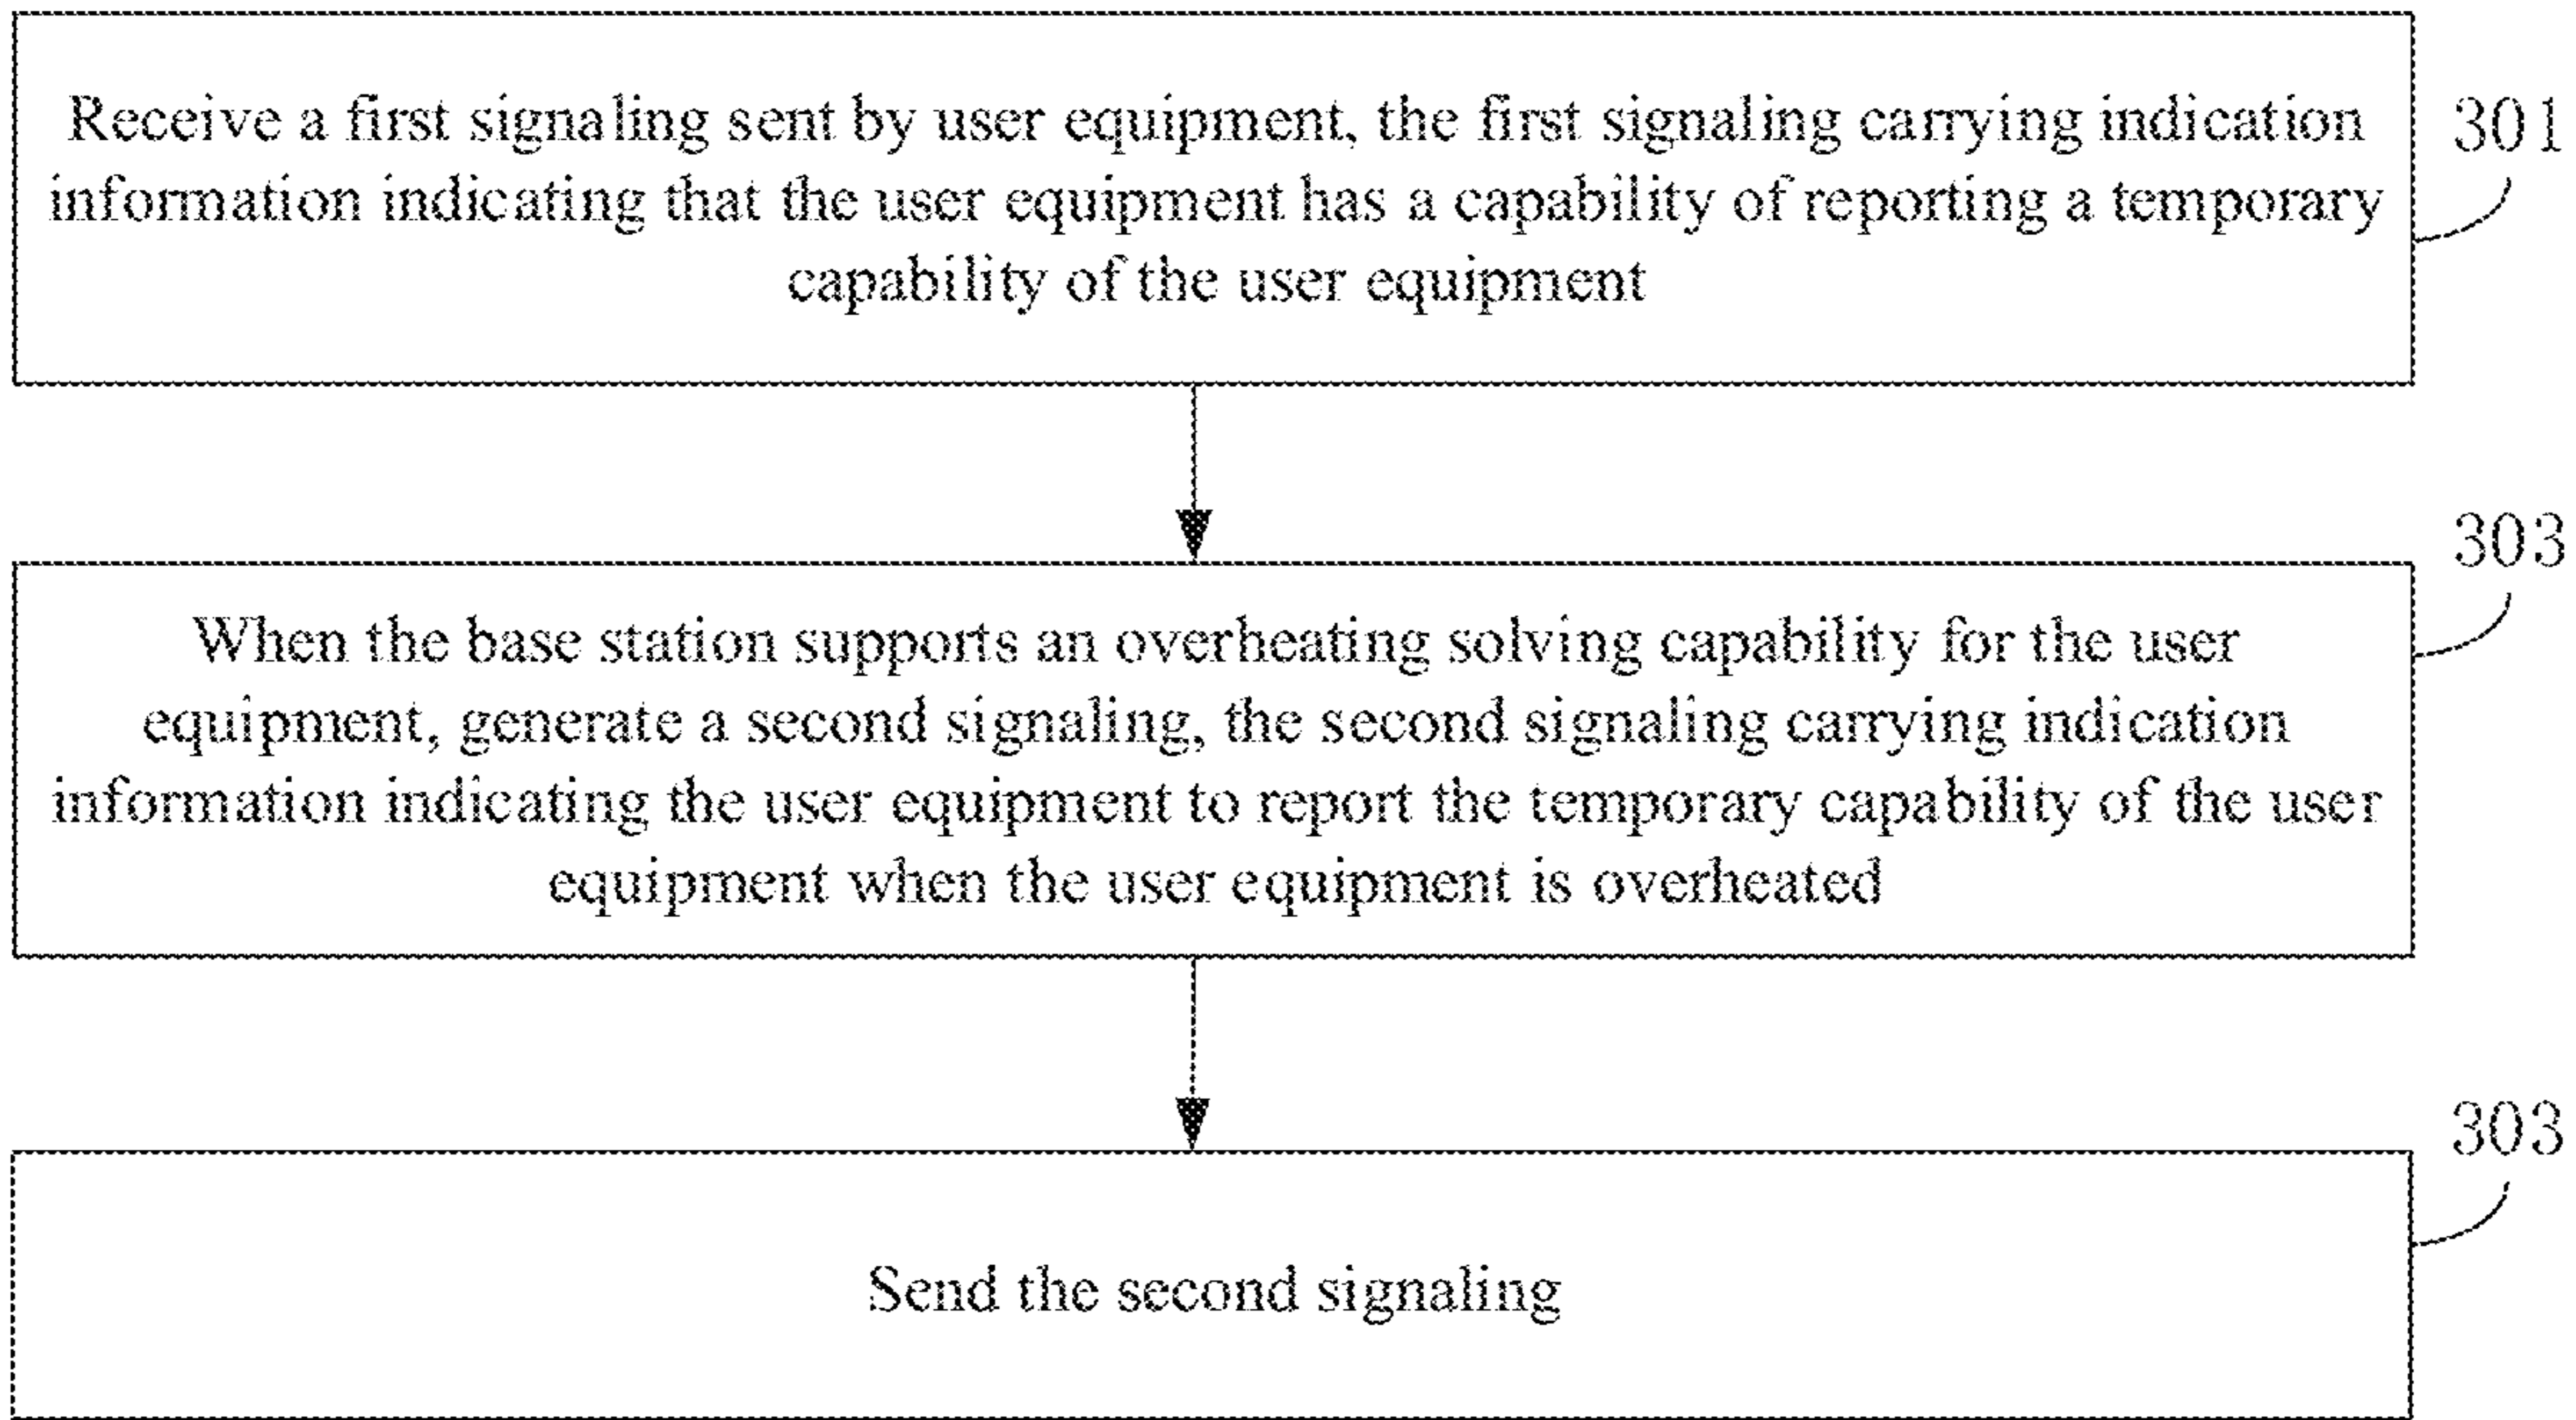 Receive a first signaling sent by user equipment, the first signaling carrying indication
301
information indicating that the user equipment has a capability of reporting a temporary
capability of the user equipment
303
When the base station supports an overheating solving capability for the user
equipment, generate a second signaling, the second signaling carrying indication
information indicating the user equipment to report the temporary capability of the user
equipment when the user equipment is overheated
303
Send the second signaling